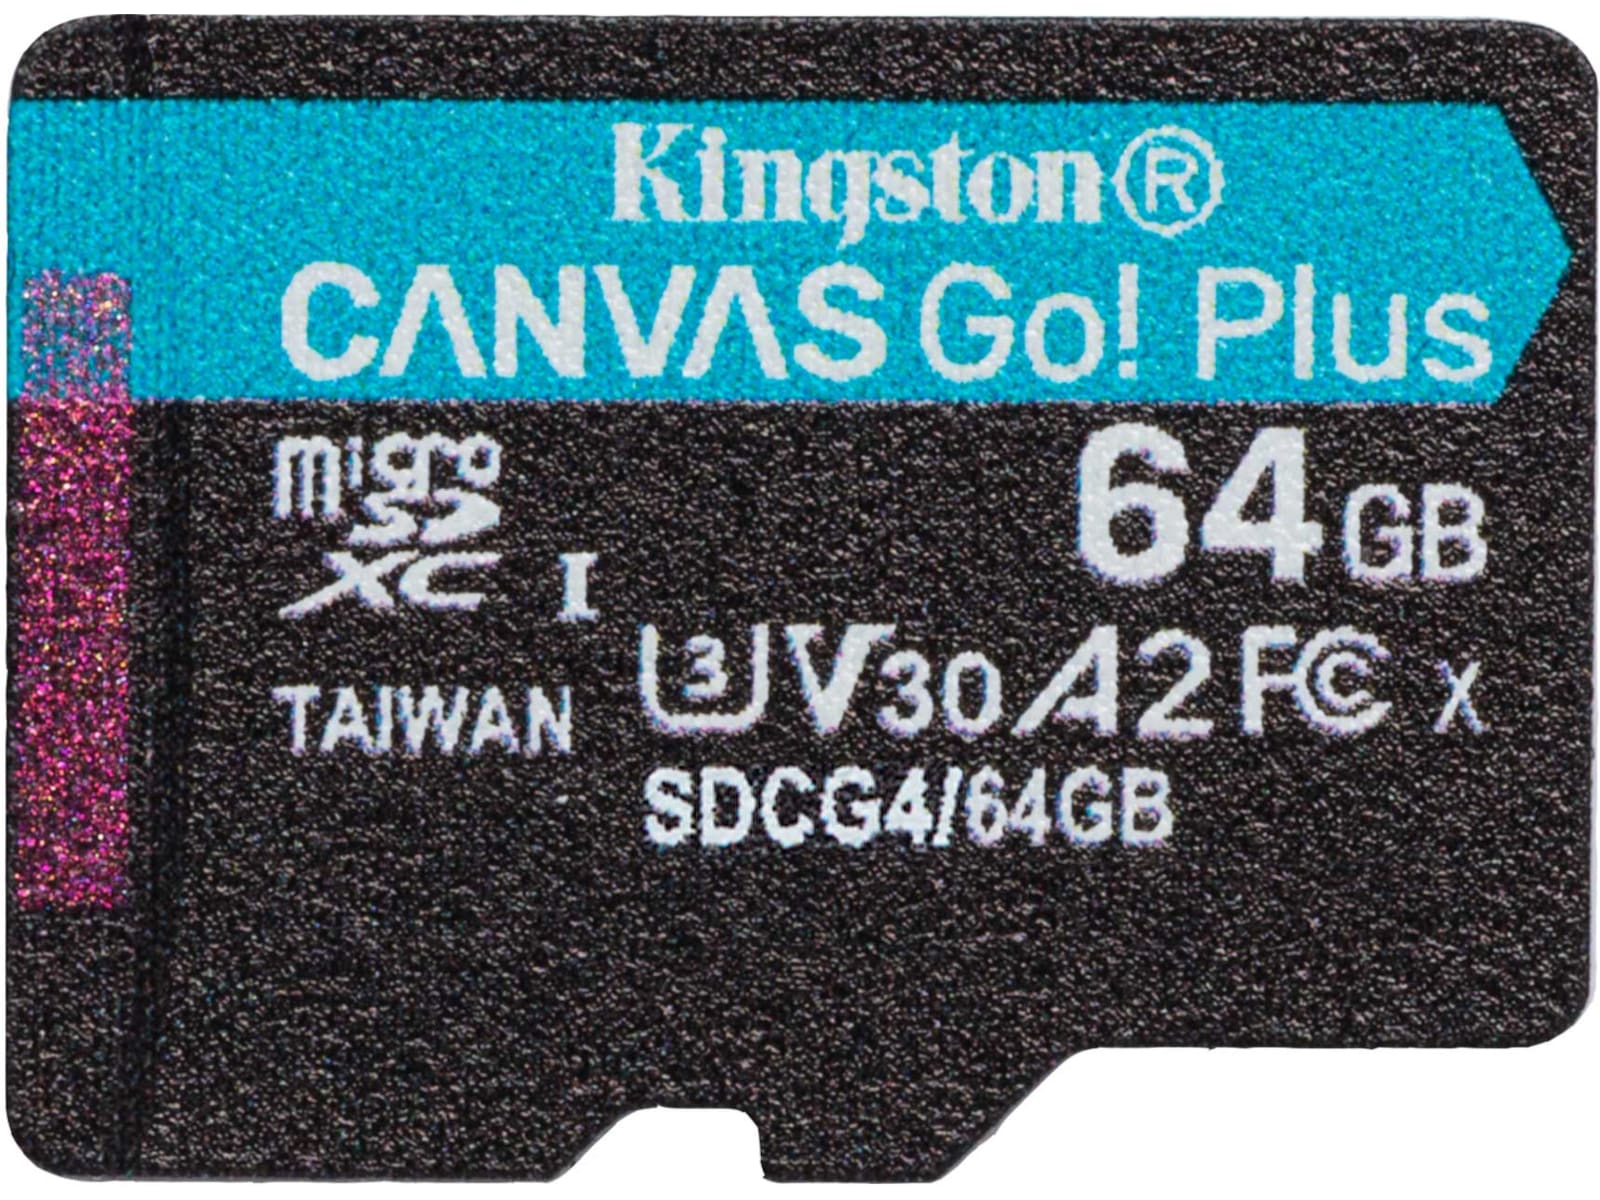 Kingston®
CANVAS Go! Plus
micro SD XC I
64GB
U3 V30 A2 FC X
TAIWAN
SDCG4/64GB